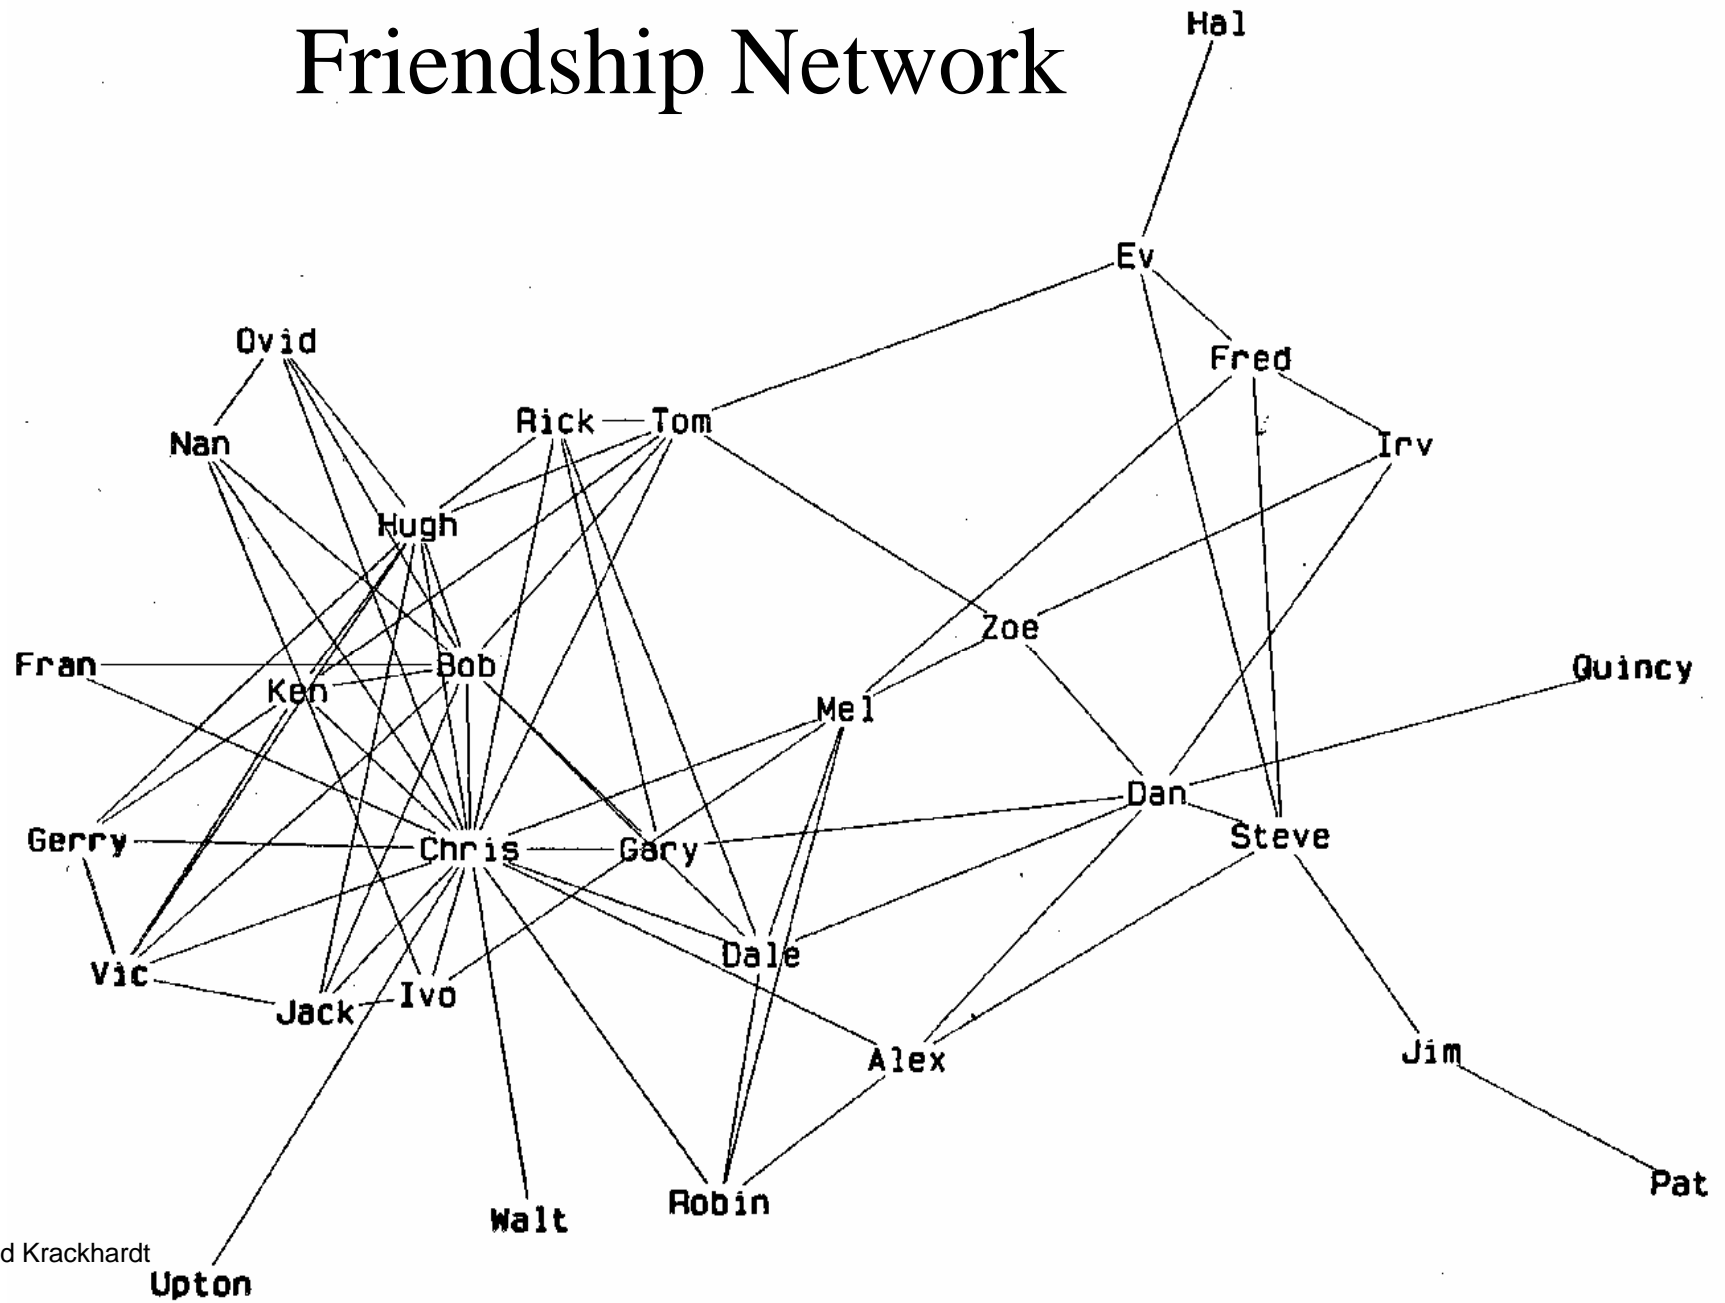 Friendship Network
Hal
Ev
Ovid
Fred
Rick
Tom
Nan
Irv
Hugh
Zoe
Fran
Bob
Quincy
Ken
Mel
Dan
Steve
Gerry
Chris
Gary
Dale
Vic
Ivo
Jack
Alex
Jim
Pat
Robin
Walt
d Krackhardt
Upton